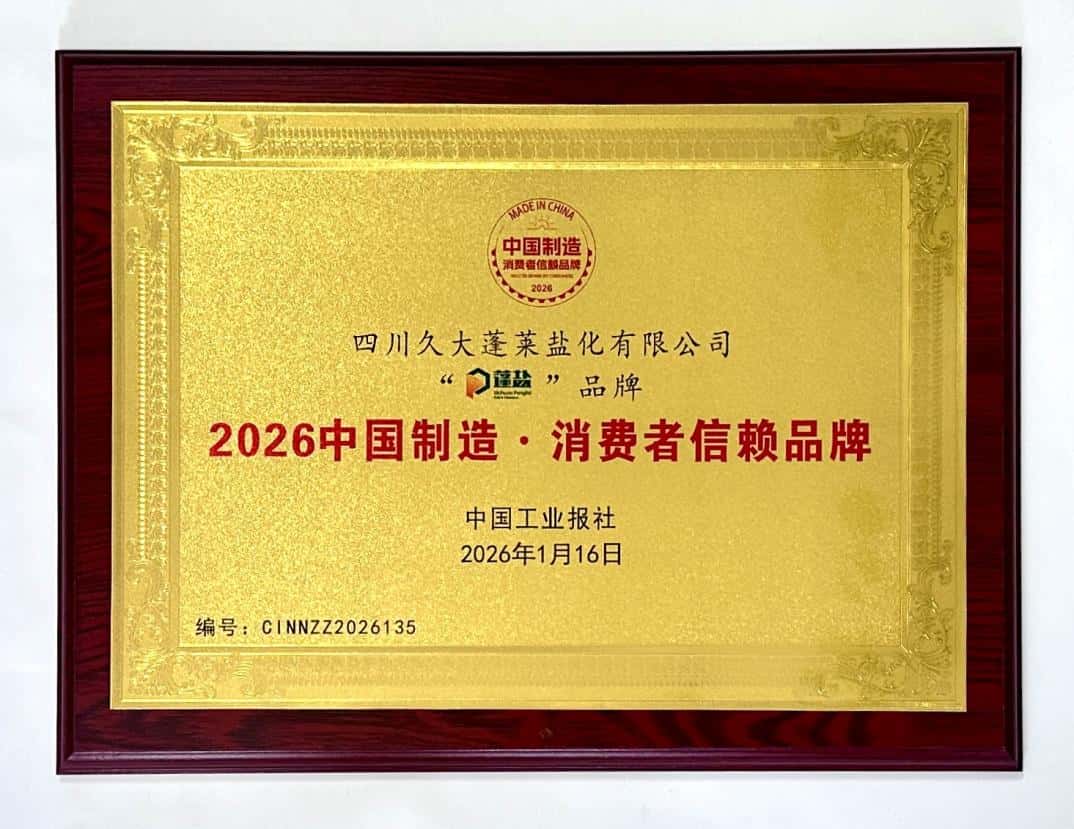 MADE IN CHINA
中国制造
消费者信赖品牌
2026
四川久大蓬莱盐化有限公司
“蓬盐”品牌
2026中国制造·消费者信赖品牌
中国工业报社
2026年1月16日
编号：CINNZZ2026135